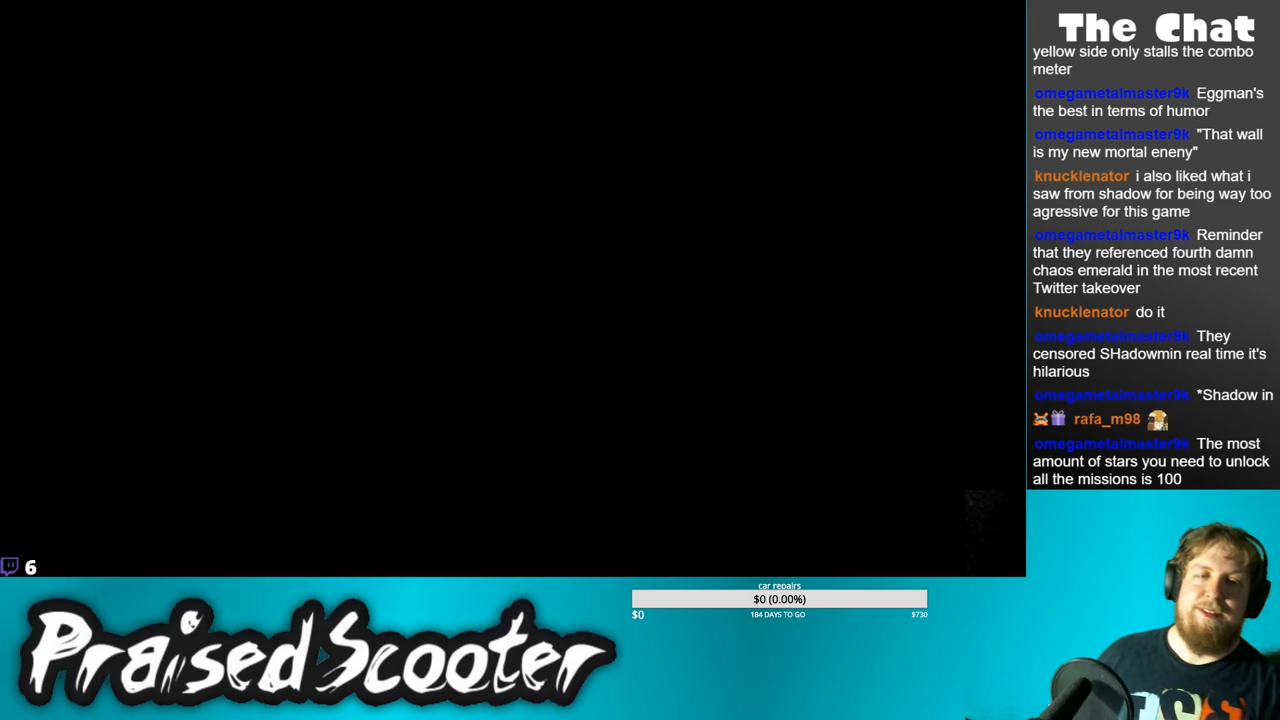 The Chat
yellow side only stalls the combo
meter
omegametalmaster9k Eggman's
the best in terms of humor
omegametalmaster9k "That wall
is my new mortal eneny"
knucklenator i also liked what i
saw from shadow for being way too
agressive for this game
omegametalmaster9k Reminder
that they referenced fourth damn
chaos emerald in the most recent
Twitter takeover
knucklenator do it
omegametalmaster9k They
censored SHadowmin real time it's
hilarious
omegametalmaster9k *Shadow in
rafa_m98
omegametalmaster9k The most
amount of stars you need to unlock
all the missions is 100
6
PraisedScooter
car repairs
$0 (0.00%)
$0 184 DAYS TO GO $730